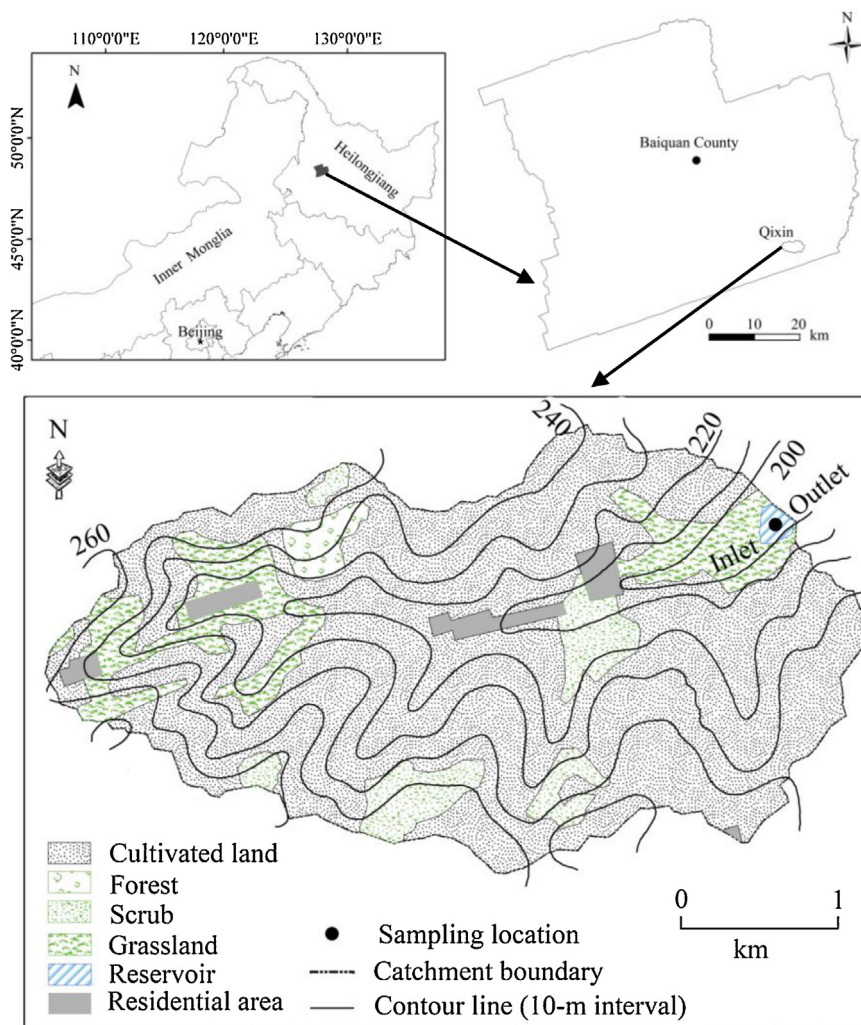 110°0'0"E 120°0'0"E 130°0'0"E
N
N
50°0'0"N
45°0'0"N
40°0'0"N
Heilongjiang
Inner Monglia
Beijing
Baiquan County
Qixin
0 10 20
km
N
240
220
200
260
Outlet
Inlet
Cultivated land
Forest
Scrub
Grassland
Reservoir
Residential area
Sampling location
Catchment boundary
Contour line (10-m interval)
0 1
km